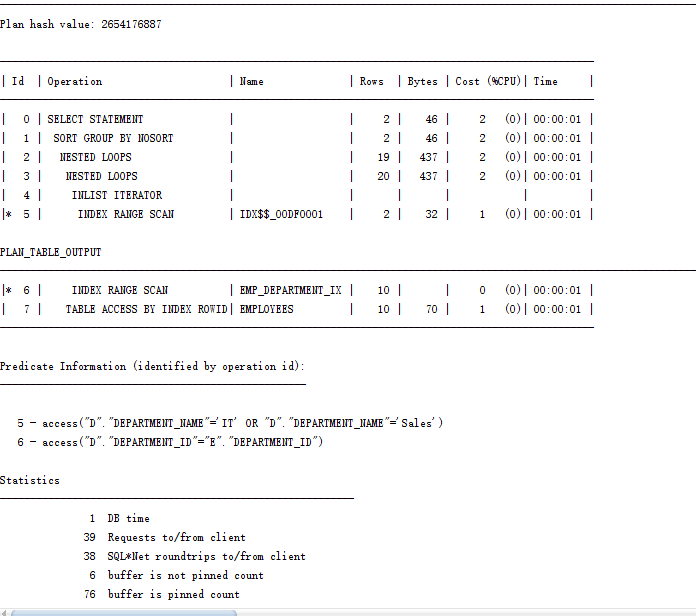 Plan hash value: 2654176887
| Id | Operation | Name | Rows | Bytes | Cost (%CPU)| Time |
| 0 | SELECT STATEMENT | | 2 | 46 | 2 (0)| 00:00:01 |
| 1 | SORT GROUP BY NOSORT | | 2 | 46 | 2 (0)| 00:00:01 |
| 2 | NESTED LOOPS | | 19 | 437 | 2 (0)| 00:00:01 |
| 3 | NESTED LOOPS | | 20 | 437 | 2 (0)| 00:00:01 |
| 4 | INLIST ITERATOR | | | | | |
|* 5 | INDEX RANGE SCAN | IDX$$_00DF0001 | 2 | 32 | 1 (0)| 00:00:01 |
PLAN_TABLE_OUTPUT
|* 6 | INDEX RANGE SCAN | EMP_DEPARTMENT_IX | 10 | | 0 (0)| 00:00:01 |
| 7 | TABLE ACCESS BY INDEX ROWID| EMPLOYEES | 10 | 70 | 1 (0)| 00:00:01 |
Predicate Information (identified by operation id):
5 - access("D"."DEPARTMENT_NAME"='IT' OR "D"."DEPARTMENT_NAME"='Sales')
6 - access("D"."DEPARTMENT_ID"="E"."DEPARTMENT_ID")
Statistics
1 DB time
39 Requests to/from client
38 SQL*Net roundtrips to/from client
6 buffer is not pinned count
76 buffer is pinned count